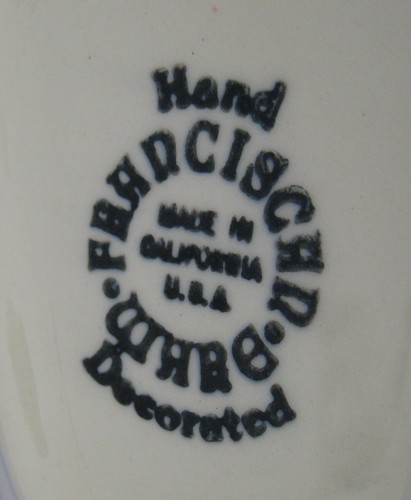 Hand
FRANCISCAN
MADE IN
CALIFORNIA
U.S.A
WARE
Decorated